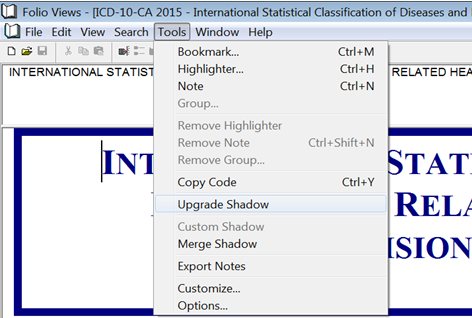 Folio Views - [ICD-10-CA 2015 - International Statistical Classification of Diseases and
File Edit View Search Tools Window Help
INTERNATIONAL STATIST RELATED HEA
Bookmark... Ctrl+M
Highlighter... Ctrl+H
Note Ctrl+N
Group...
Remove Highlighter
Remove Note Ctrl+Shift+N
Remove Group...
Copy Code Ctrl+Y
Upgrade Shadow
Custom Shadow
Merge Shadow
Export Notes
Customize...
Options...
INT STATI
RELA
ISION